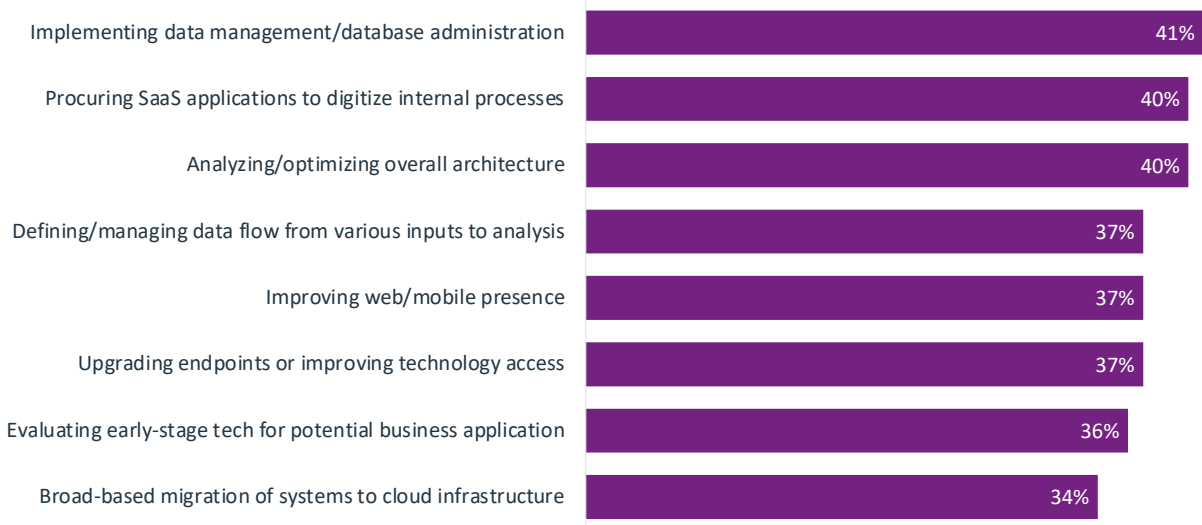 Implementing data management/database administration 41%
Procuring SaaS applications to digitize internal processes 40%
Analyzing/optimizing overall architecture 40%
Defining/managing data flow from various inputs to analysis 37%
Improving web/mobile presence 37%
Upgrading endpoints or improving technology access 37%
Evaluating early-stage tech for potential business application 36%
Broad-based migration of systems to cloud infrastructure 34%